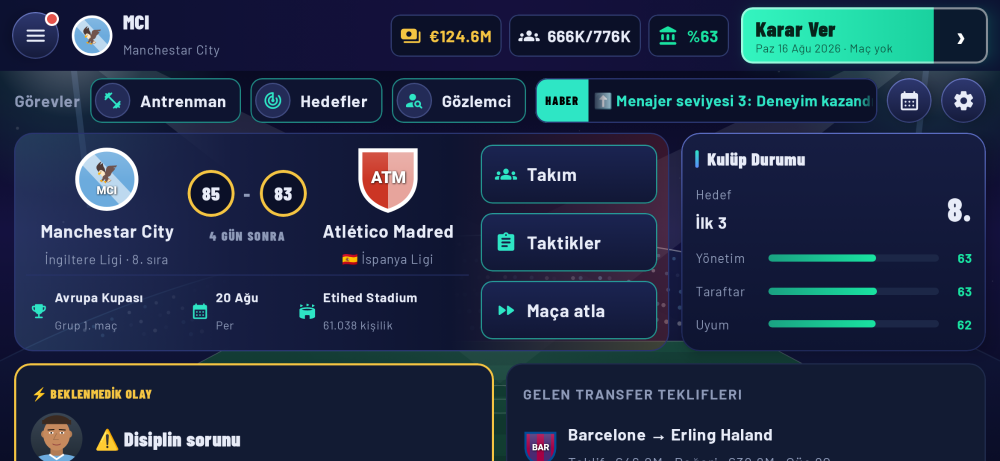 MCI
Manchestar City
€124.6M
666K/776K
%63
Karar Ver
Paz 16 Ağu 2026 · Maç yok
Görevler
Antrenman
Hedefler
Gözlemci
HABER
Menajer seviyesi 3: Deneyim kazand
MCI
85 - 83
ATM
Manchestar City
4 GÜN SONRA
Atlético Madred
İngiltere Ligi · 8. sıra
İspanya Ligi
Avrupa Kupası
Grup 1. maç
20 Ağu
Per
Etihed Stadium
61.038 kişilik
Takım
Taktikler
Maça atla
Kulüp Durumu
Hedef
İlk 3
8.
Yönetim 63
Taraftar 63
Uyum 62
⚡ BEKLENMEDİK OLAY
⚠️ Disiplin sorunu
GELEN TRANSFER TEKLİFLERİ
BAR
Barcelone → Erling Haland